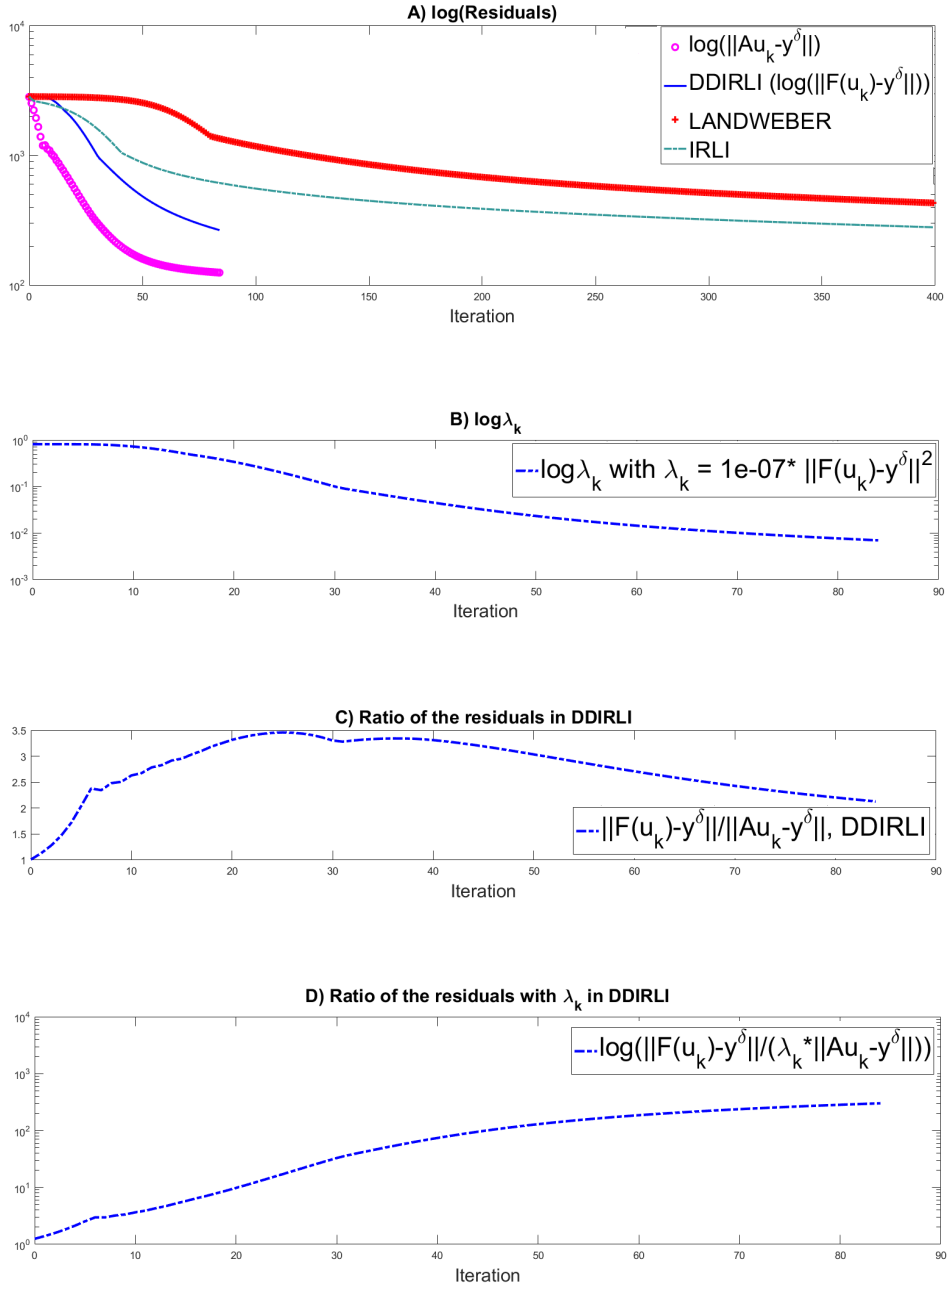 A) log(Residuals)
10^4
10^3
10^2
log(||Au_k-y^δ||)
DDIRLI (log(||F(u_k)-y^δ||))
LANDWEBER
IRLI
0 50 100 150 200 250 300 350 400
Iteration
B) logλ_k
10^0
10^-1
10^-2
10^-3
logλ_k with λ_k = 1e-07* ||F(u_k)-y^δ||^2
0 10 20 30 40 50 60 70 80 90
Iteration
C) Ratio of the residuals in DDIRLI
3.5
3
2.5
2
1.5
1
||F(u_k)-y^δ||/||Au_k-y^δ||, DDIRLI
0 10 20 30 40 50 60 70 80 90
Iteration
D) Ratio of the residuals with λ_k in DDIRLI
10^4
10^3
10^2
10^1
10^0
log(||F(u_k)-y^δ||/(λ_k*||Au_k-y^δ||))
0 10 20 30 40 50 60 70 80 90
Iteration